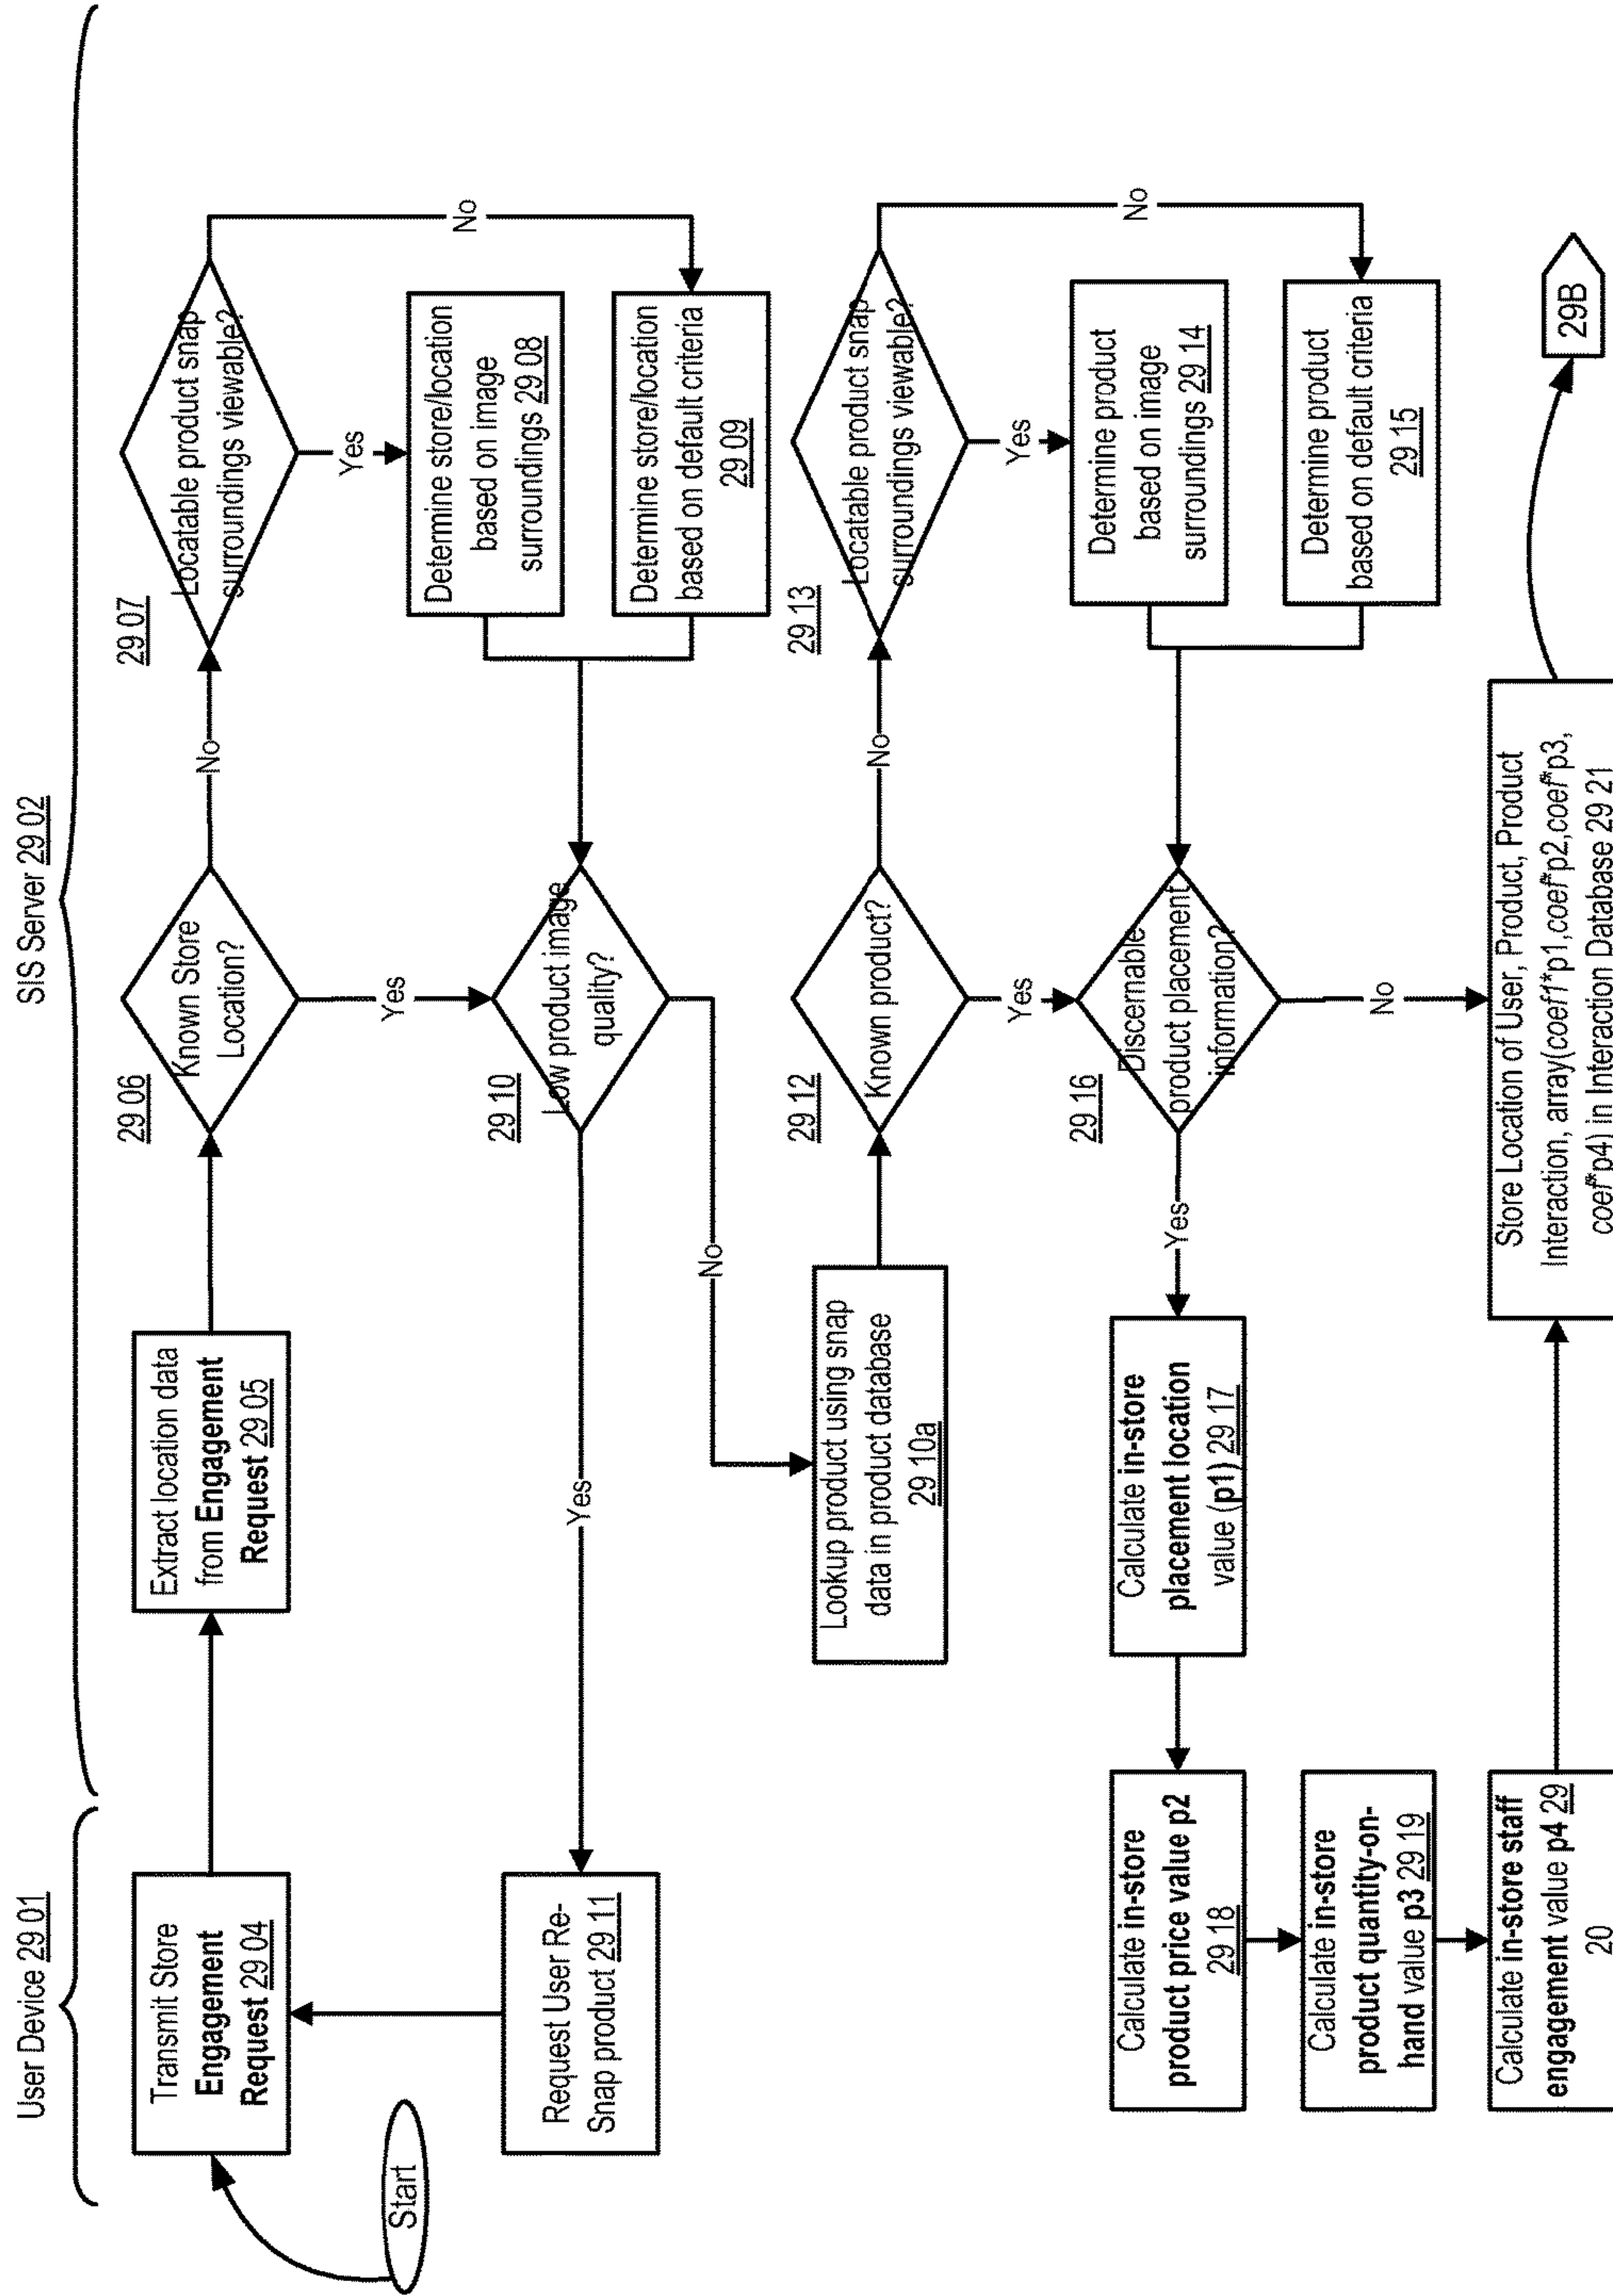 User Device 29 01
SIS Server 29 02
Start
Transmit Store
Engagement
Request 29 04
Extract location data
from Engagement
Request 29 05
29 06
Known Store
Location?
No
Yes
29 07
Locatable product snap
surroundings viewable?
Yes
No
Determine store/location
based on image
surroundings 29 08
Determine store/location
based on default criteria
29 09
29 10
Low product image
quality?
Yes
No
Request User Re-
Snap product 29 11
Lookup product using snap
data in product database
29 10a
29 12
Known product?
No
Yes
29 13
Locatable product snap
surroundings viewable?
Yes
No
Determine product
based on image
surroundings 29 14
Determine product
based on default criteria
29 15
29 16
Discernable
product placement
information?
Yes
No
Calculate in-store
placement location
value (p1) 29 17
Calculate in-store
product price value p2
29 18
Calculate in-store
product quantity-on-
hand value p3 29 19
Calculate in-store staff
engagement value p4 29
20
Store Location of User, Product, Product
Interaction, array(coef1*p1,coef*p2,coef*p3,
coef*p4) in Interaction Database 29 21
29B